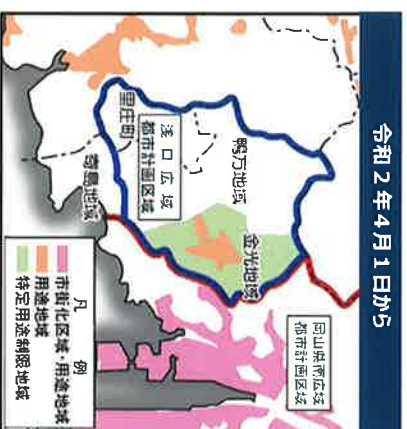 令和2年4月1日から
岡山県南広域
都市計画区域
鴨方地域
金光地域
浅口広域
都市計画区域
里庄町
寄島地域
凡例
市街化区域・用途地域
用途地域
特定用途制限地域